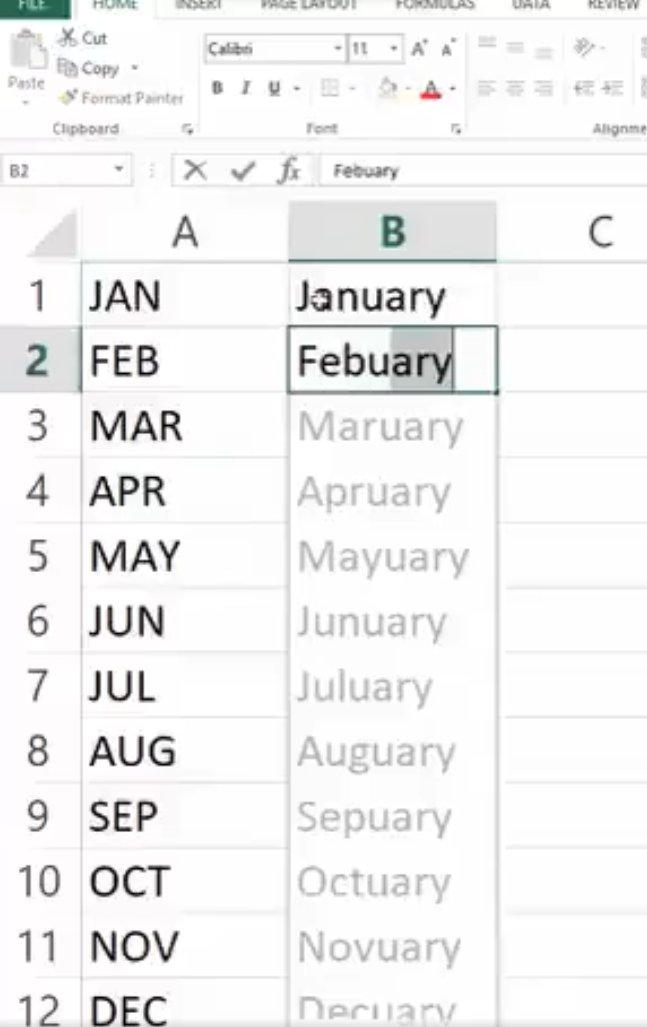 FILE HOME INSERT PAGE LAYOUT FORMULAS DATA REVIEW
Cut
Calibri 11 A A
Copy
Paste
B I U A
Format Painter
Clipboard Font Alignme
B2 fx Febuary
A B C
1 JAN January
2 FEB Febuary
3 MAR Maruary
4 APR Apruary
5 MAY Mayuary
6 JUN Junuary
7 JUL Juluary
8 AUG Auguary
9 SEP Sepuary
10 OCT Octuary
11 NOV Novuary
12 DEC Decuary